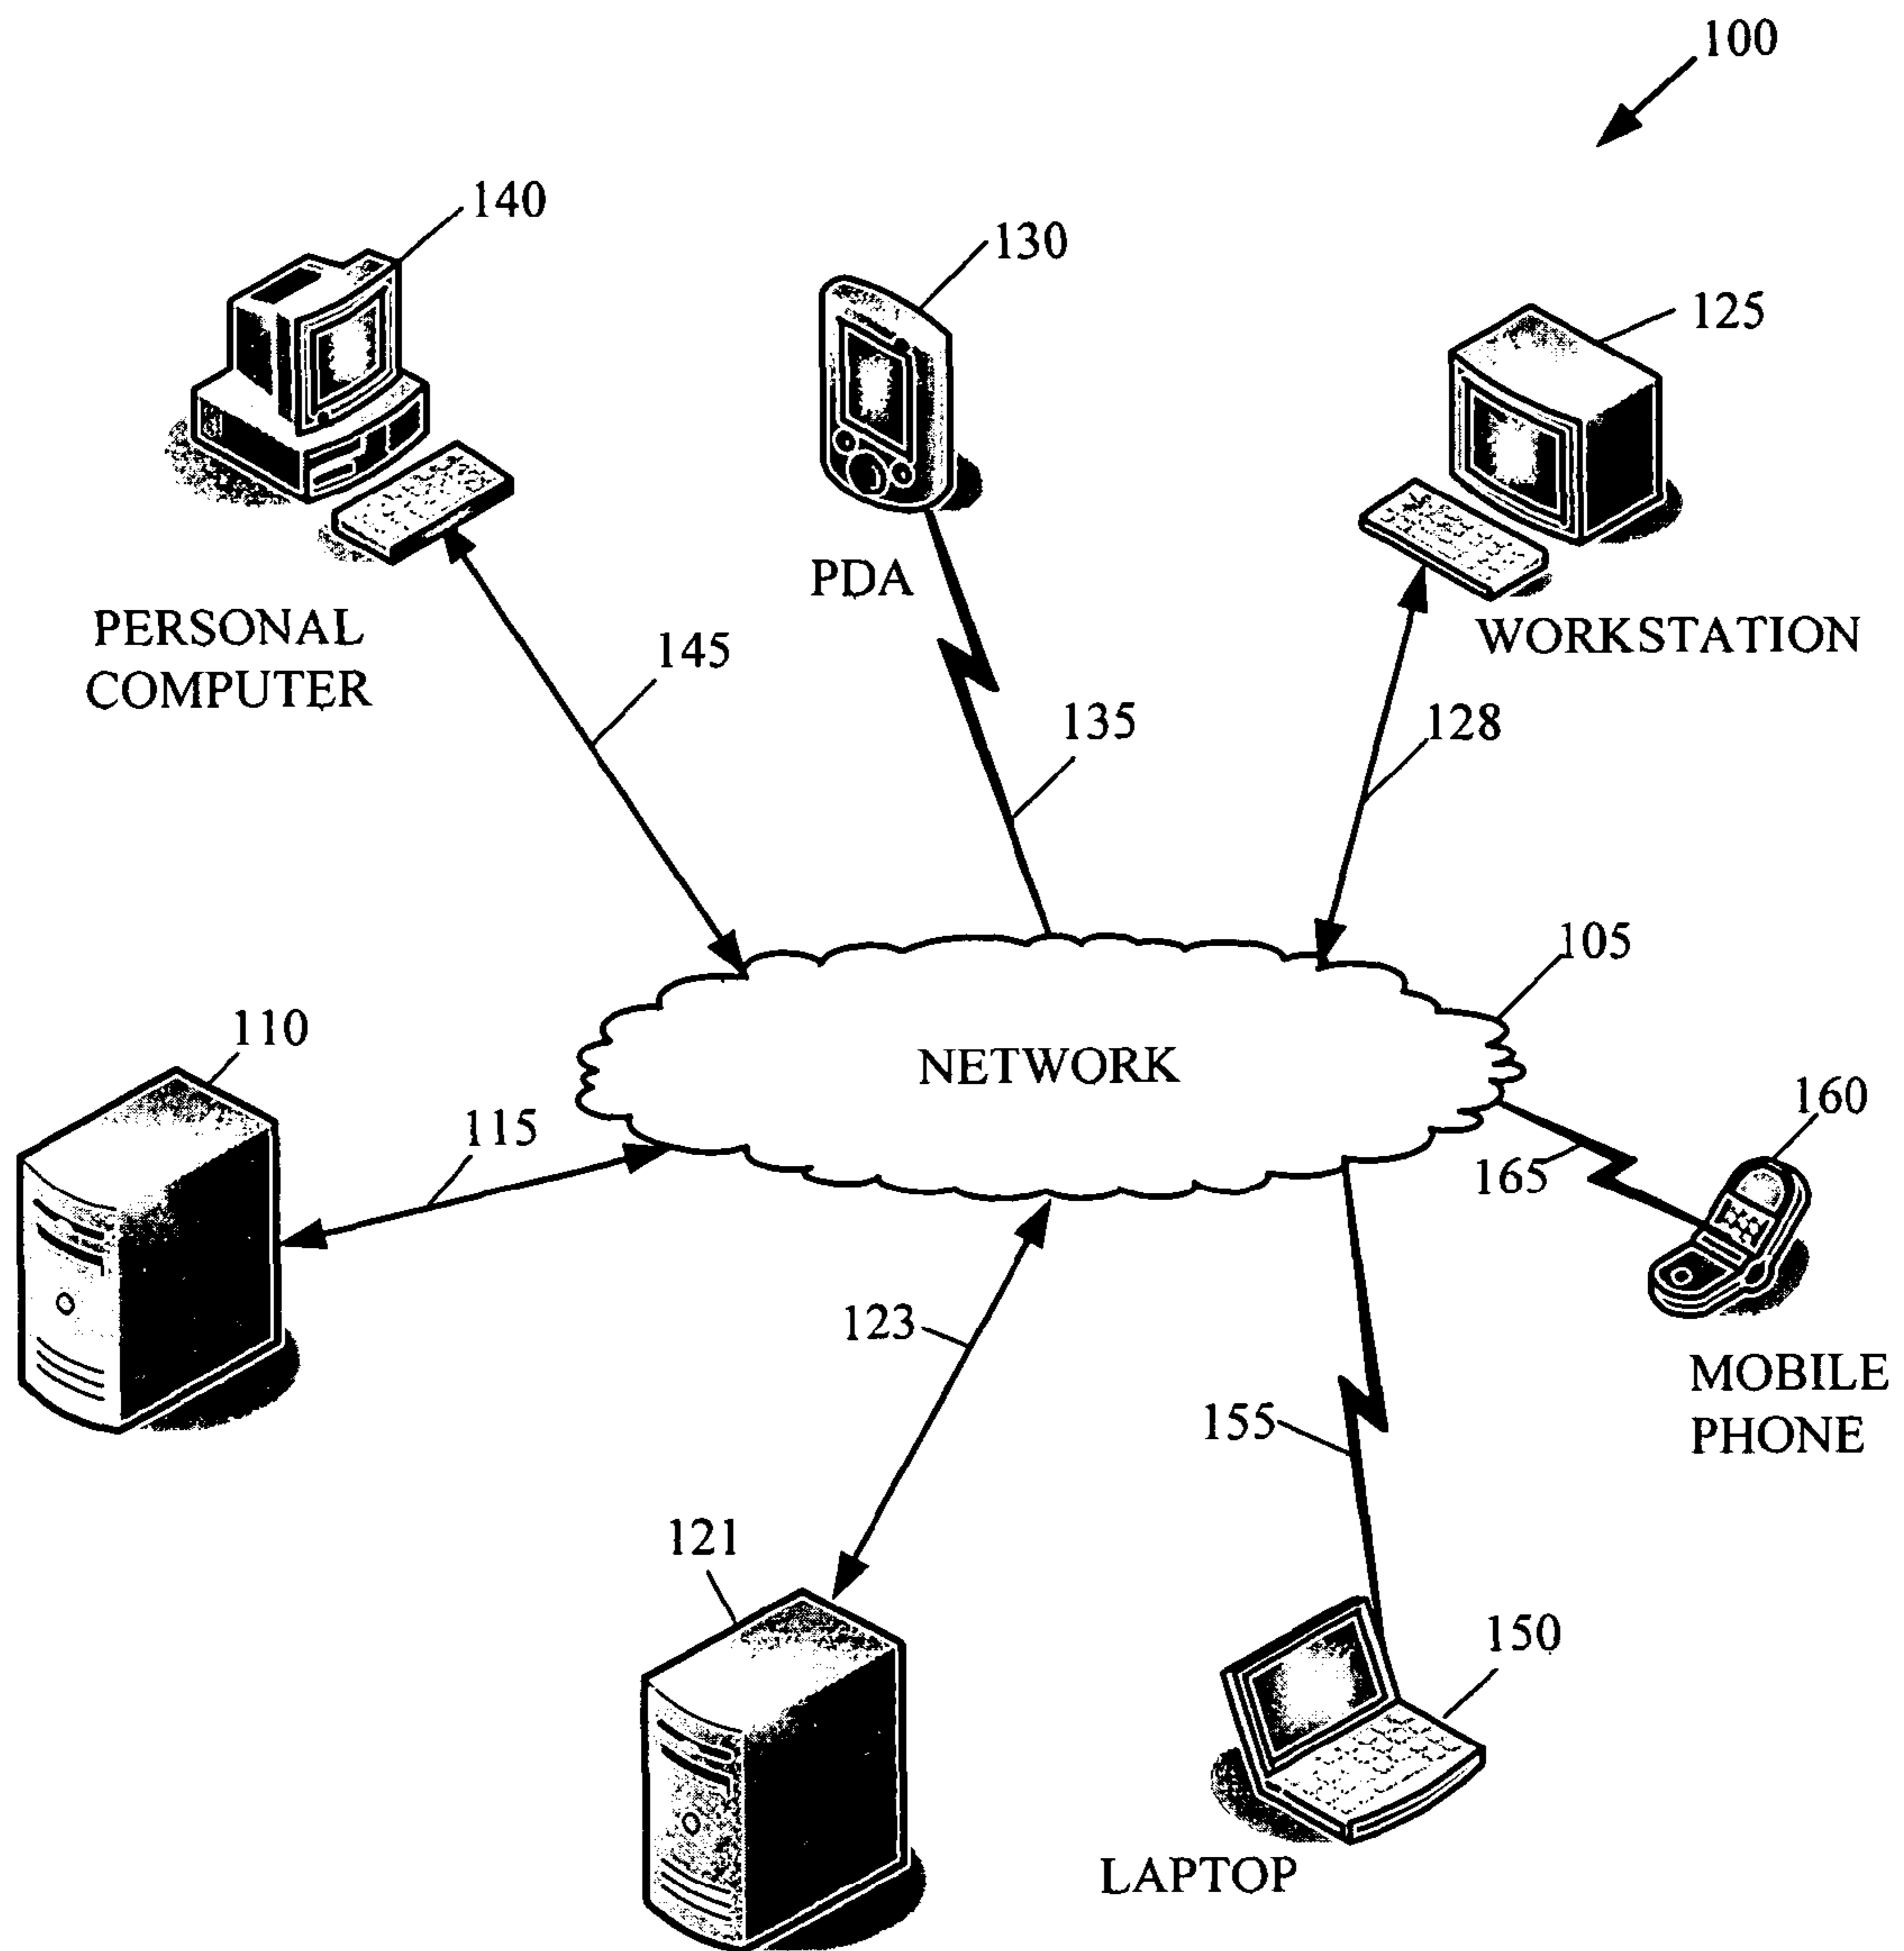 100
140
130
125
PDA
PERSONAL
COMPUTER
WORKSTATION
145
135
128
105
110
NETWORK
115
160
165
123
MOBILE
PHONE
155
121
150
LAPTOP